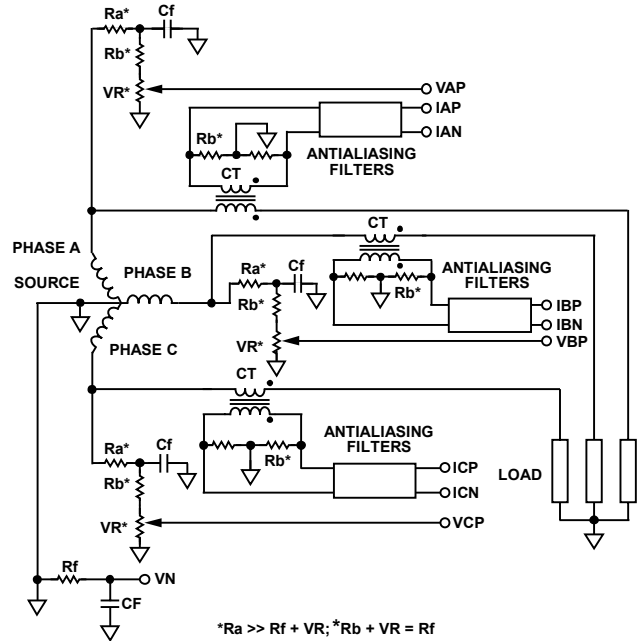 Ra*
Cf
Rb*
VR*
VAP
IAP
IAN
Rb*
ANTIALIASING
FILTERS
CT
CT
PHASE A
SOURCE
PHASE B
Ra*
Cf
ANTIALIASING
FILTERS
Rb*
Rb*
IBP
IBN
PHASE C
VR*
VBP
CT
Ra*
Cf
Rb*
ANTIALIASING
FILTERS
Rb*
ICP
ICN
LOAD
VR*
VCP
Rf
VN
CF
*Ra >> Rf + VR; *Rb + VR = Rf